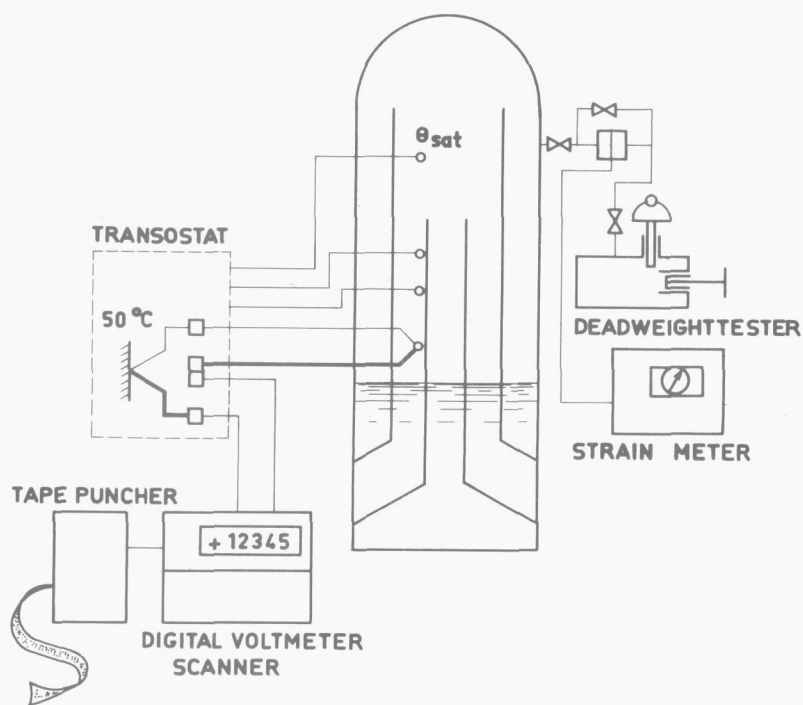 θsat
TRANSOSTAT
50 °C
DEADWEIGHTTESTER
STRAIN METER
TAPE PUNCHER
+12345
DIGITAL VOLTMETER
SCANNER